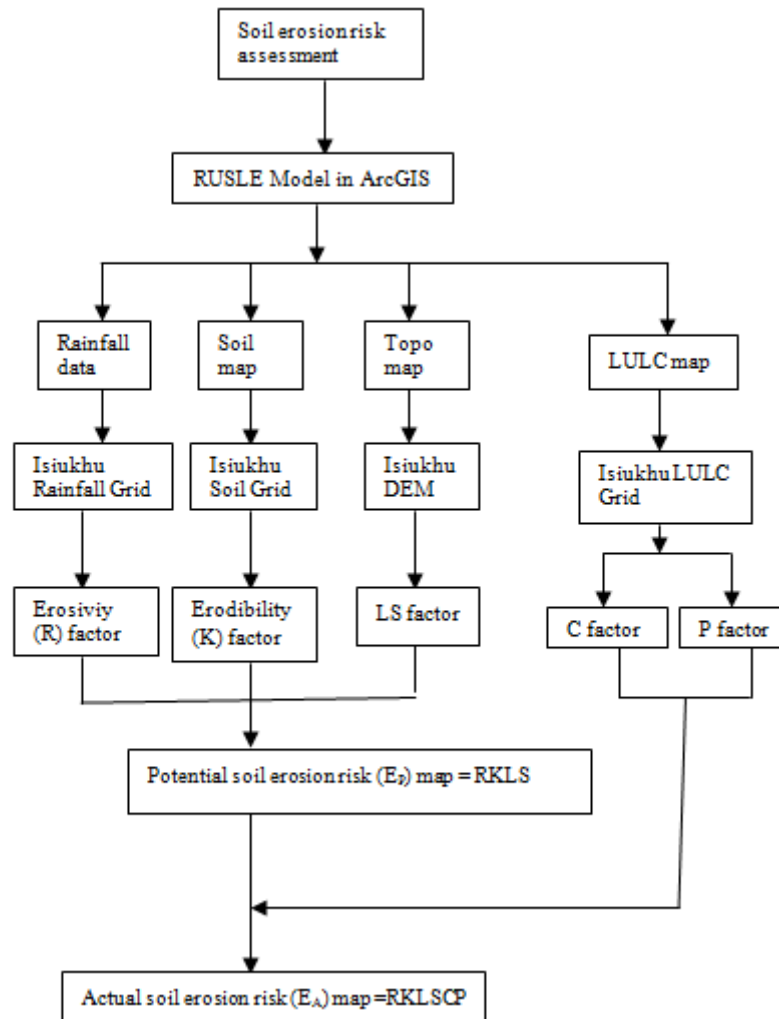 Soil erosion risk
assessment
RUSLE Model in ArcGIS
Rainfall
data
Soil
map
Topo
map
LULC map
Isiukhu
Rainfall Grid
Isiukhu
Soil Grid
Isiukhu
DEM
Isiukhu LULC
Grid
Erosiviy
(R) factor
Erodibility
(K) factor
LS factor
C factor
P factor
Potential soil erosion risk (EP) map = RKLS
Actual soil erosion risk (EA) map =RKLSCP